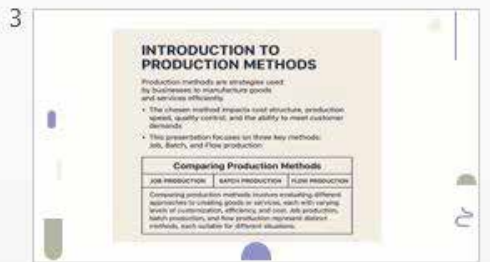 3
INTRODUCTION TO
PRODUCTION METHODS
Production methods are strategies used
by businesses to manufacture goods
and services efficiently.
• The chosen method impacts cost structure, production
speed, quality control, and the ability to meet customer
demands
• This presentation focuses on three key methods:
Job, Batch, and Flow production
Comparing Production Methods
JOB PRODUCTION BATCH PRODUCTION FLOW PRODUCTION
Comparing production methods involves evaluating different
approaches to creating goods or services, each with varying
levels of customization, efficiency, and cost. Job production,
batch production, and flow production represent distinct
methods, each suitable for different situations.